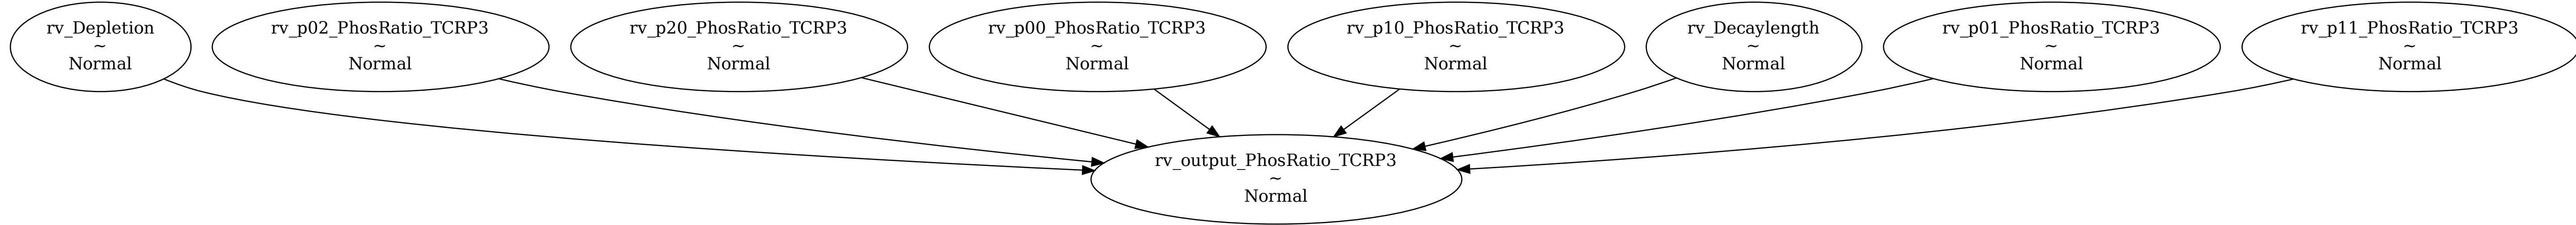 rv_Depletion
~
Normal
rv_p02_PhosRatio_TCRP3
~
Normal
rv_p20_PhosRatio_TCRP3
~
Normal
rv_p00_PhosRatio_TCRP3
~
Normal
rv_p10_PhosRatio_TCRP3
~
Normal
rv_Decaylength
~
Normal
rv_p01_PhosRatio_TCRP3
~
Normal
rv_p11_PhosRatio_TCRP3
~
Normal
rv_output_PhosRatio_TCRP3
~
Normal